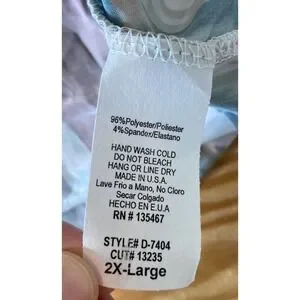 96%Polyester/Poliester
4%Spandex/Elastano
HAND WASH COLD
DO NOT BLEACH
HANG OR LINE DRY
MADE IN U.S.A.
Lave Frio a Mano, No Cloro
Secar Colgado
HECHO EN E.U.A
RN # 135467
STYLE# D-7404
CUT# 13235
2X-Large